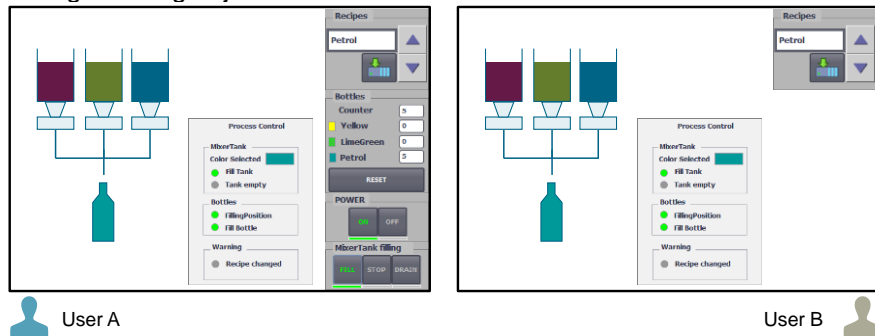 Recipes
Petrol
Bottles
Counter 5
Yellow 0
LimeGreen 0
Petrol 5
RESET
POWER
ON OFF
MixerTank filling
FILL STOP DRAIN
Process Control
MixerTank
Color Selected
Fill Tank
Tank empty
Bottles
FillingPosition
Fill Bottle
Warning
Recipe changed
User A
Recipes
Petrol
Process Control
MixerTank
Color Selected
Fill Tank
Tank empty
Bottles
FillingPosition
Fill Bottle
Warning
Recipe changed
User B